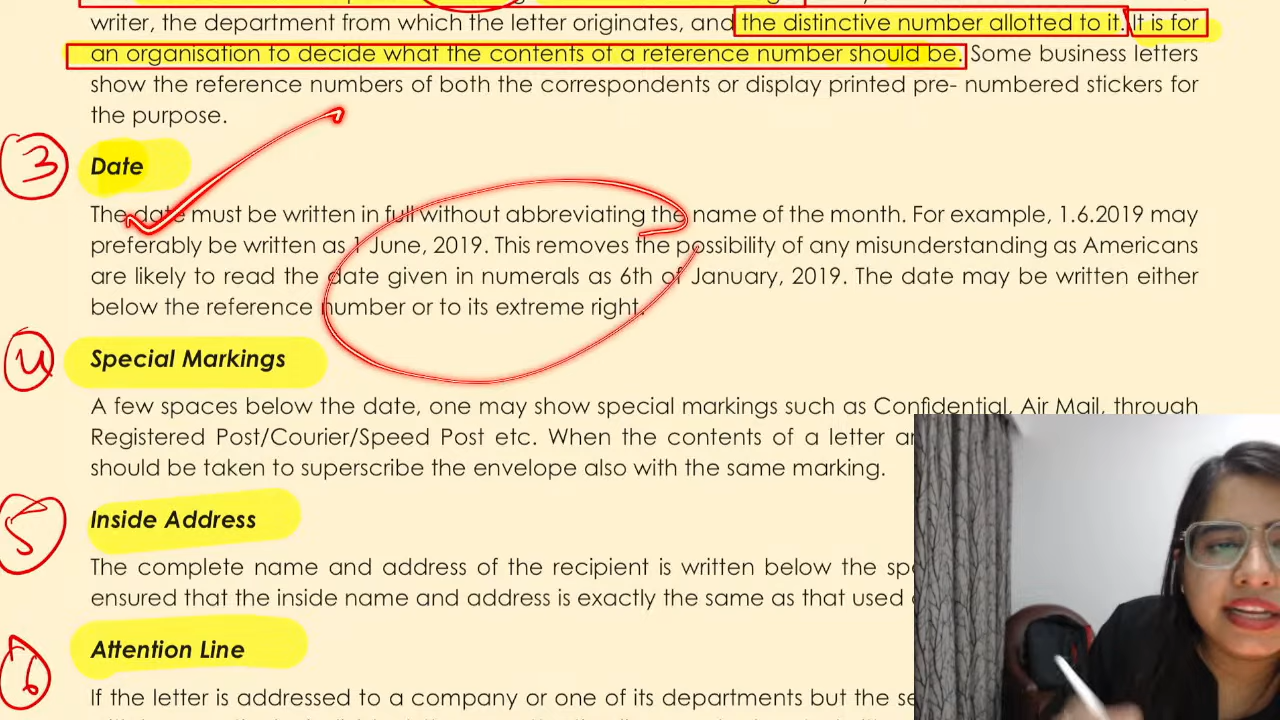 writer, the department from which the letter originates, and the distinctive number allotted to it. It is for
an organisation to decide what the contents of a reference number should be. Some business letters
show the reference numbers of both the correspondents or display printed pre- numbered stickers for
the purpose.
3
Date
The date must be written in full without abbreviating the name of the month. For example, 1.6.2019 may
preferably be written as 1 June, 2019. This removes the possibility of any misunderstanding as Americans
are likely to read the date given in numerals as 6th of January, 2019. The date may be written either
below the reference number or to its extreme right.
4
Special Markings
A few spaces below the date, one may show special markings such as Confidential, Air Mail, through
Registered Post/Courier/Speed Post etc. When the contents of a letter
should be taken to superscribe the envelope also with the same marking.
5
Inside Address
The complete name and address of the recipient is written below the
ensured that the inside name and address is exactly the same as that used
6
Attention Line
If the letter is addressed to a company or one of its departments but the